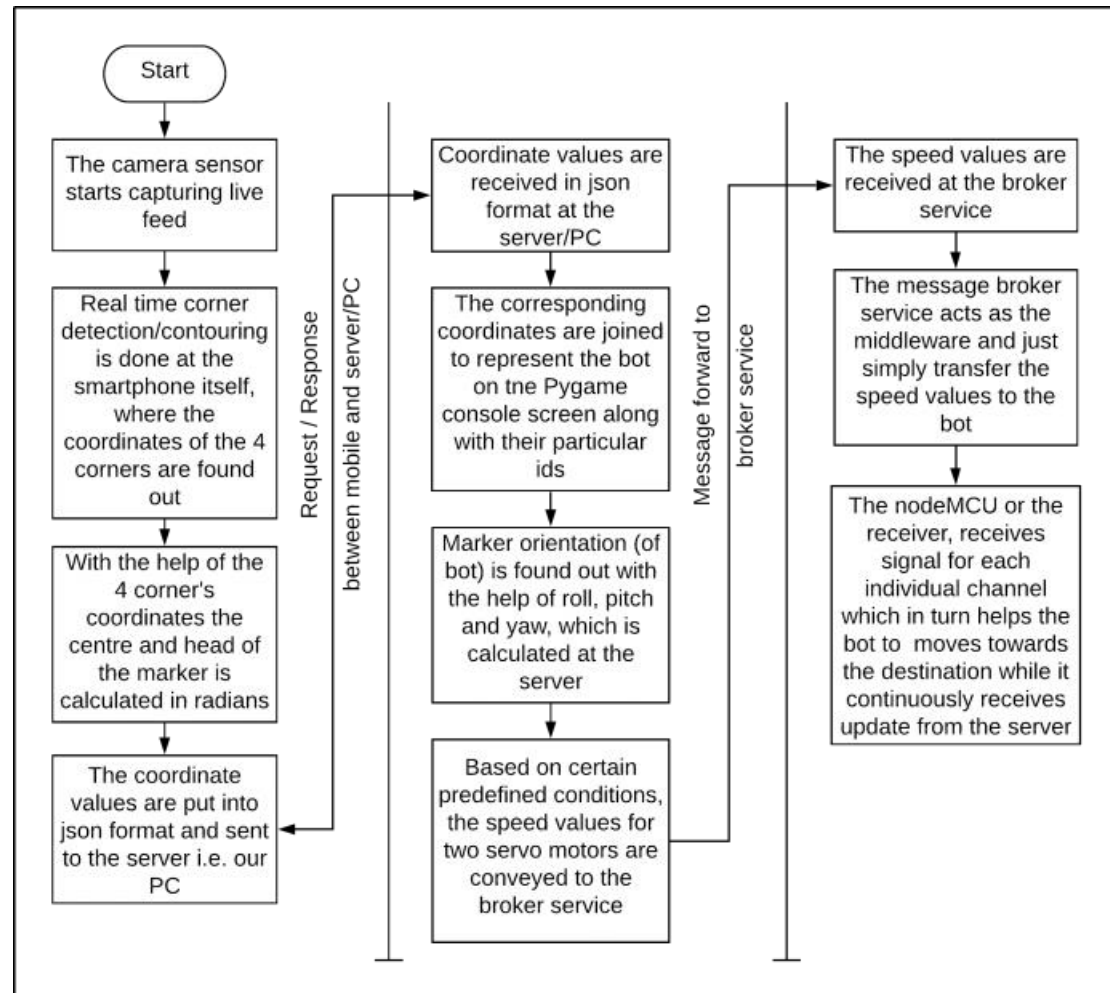 Start
The camera sensor
starts capturing live
feed
Real time corner
detection/contouring
is done at the
smartphone itself,
where the
coordinates of the 4
corners are found
out
With the help of the
4 corner's
coordinates the
centre and head of
the marker is
calculated in radians
The coordinate
values are put into
json format and sent
to the server i.e. our
PC
Request / Response
between mobile and server/PC
Coordinate values are
received in json
format at the
server/PC
The corresponding
coordinates are joined
to represent the bot
on tne Pygame
console screen along
with their particular
ids
Marker orientation (of
bot) is found out with
the help of roll, pitch
and yaw, which is
calculated at the
server
Based on certain
predefined conditions,
the speed values for
two servo motors are
conveyed to the
broker service
Message forward to
broker service
The speed values are
received at the broker
service
The message broker
service acts as the
middleware and just
simply transfer the
speed values to the
bot
The nodeMCU or the
receiver, receives
signal for each
individual channel
which in turn helps the
bot to  moves towards
the destination while it
continuously receives
update from the server